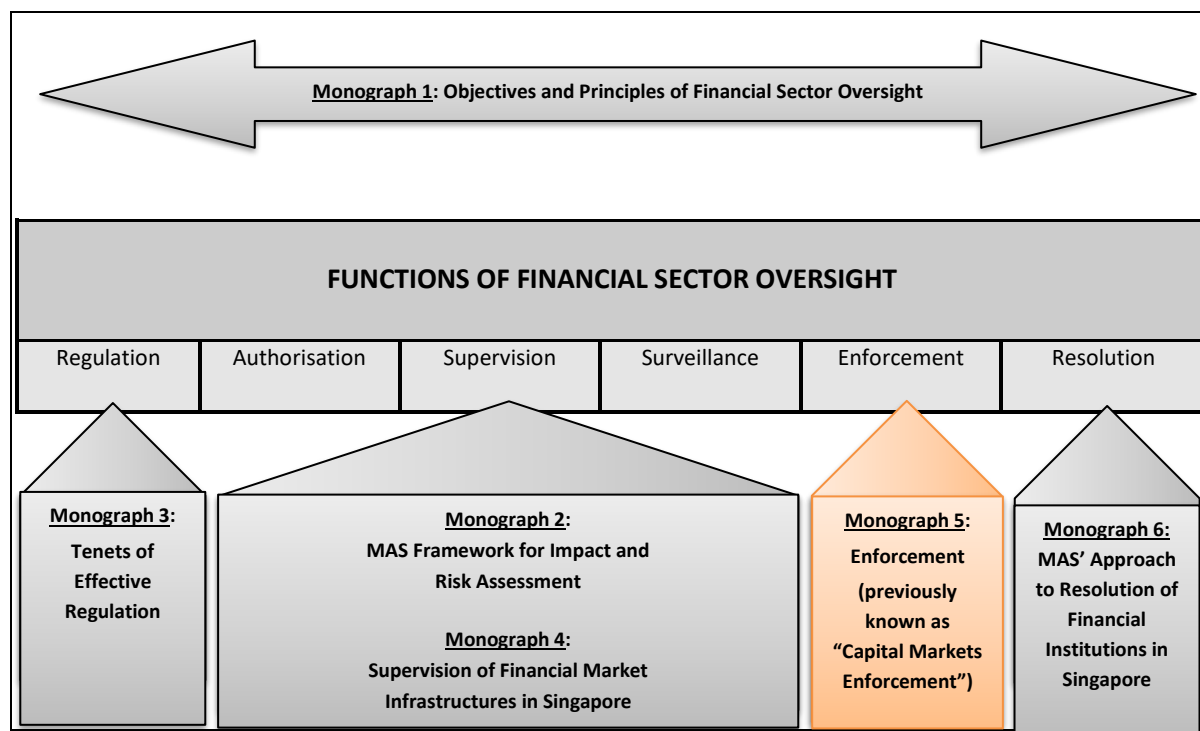 Monograph 1: Objectives and Principles of Financial Sector Oversight
FUNCTIONS OF FINANCIAL SECTOR OVERSIGHT
Regulation
Authorisation
Supervision
Surveillance
Enforcement
Resolution
Monograph 3:
Tenets of
Effective
Regulation
Monograph 2:
MAS Framework for Impact and
Risk Assessment
Monograph 4:
Supervision of Financial Market
Infrastructures in Singapore
Monograph 5:
Enforcement
(previously
known as
“Capital Markets
Enforcement”)
Monograph 6:
MAS’ Approach
to Resolution of
Financial
Institutions in
Singapore